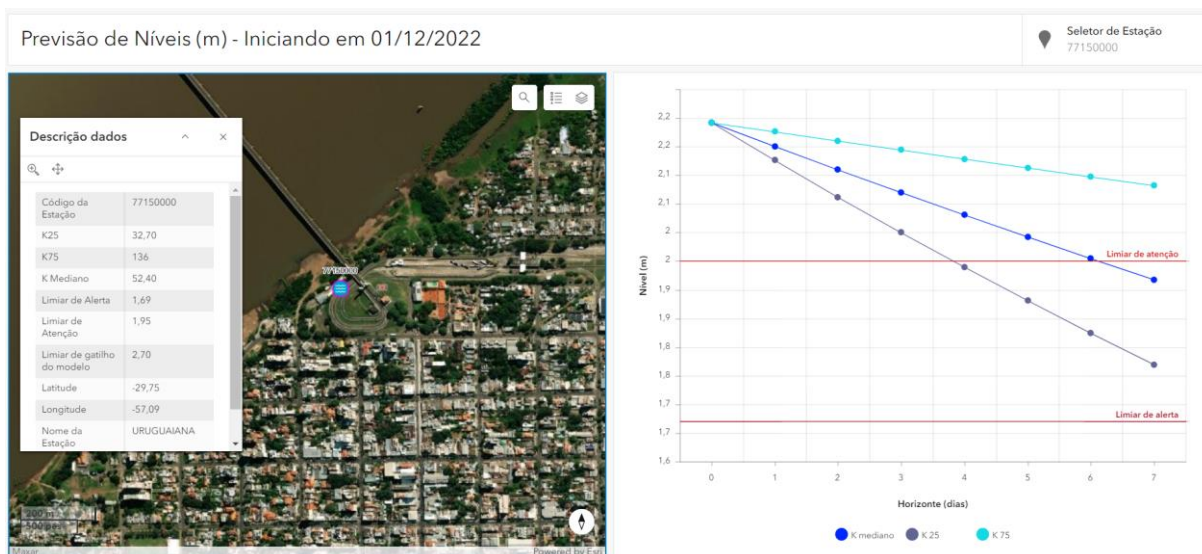 Previsão de Níveis (m) - Iniciando em 01/12/2022
Seletor de Estação
77150000
Descrição dados
Código da
Estação
77150000
K25
32,70
K75
136
K Mediano
52,40
Limiar de Alerta
1,69
Limiar de
Atenção
1,95
Limiar de gatilho
do modelo
2,70
Latitude
-29,75
Longitude
-57,09
Nome da
Estação
URUGUAIANA
77150000
200 m
500 pés
Maxar
Powered by Esri
Nível (m)
2,2
2,2
2,1
2,1
2
2
1,9
1,9
1,8
1,8
1,7
1,7
1,6
Limiar de atenção
Limiar de alerta
0
1
2
3
4
5
6
7
Horizonte (dias)
K mediano
K 25
K 75